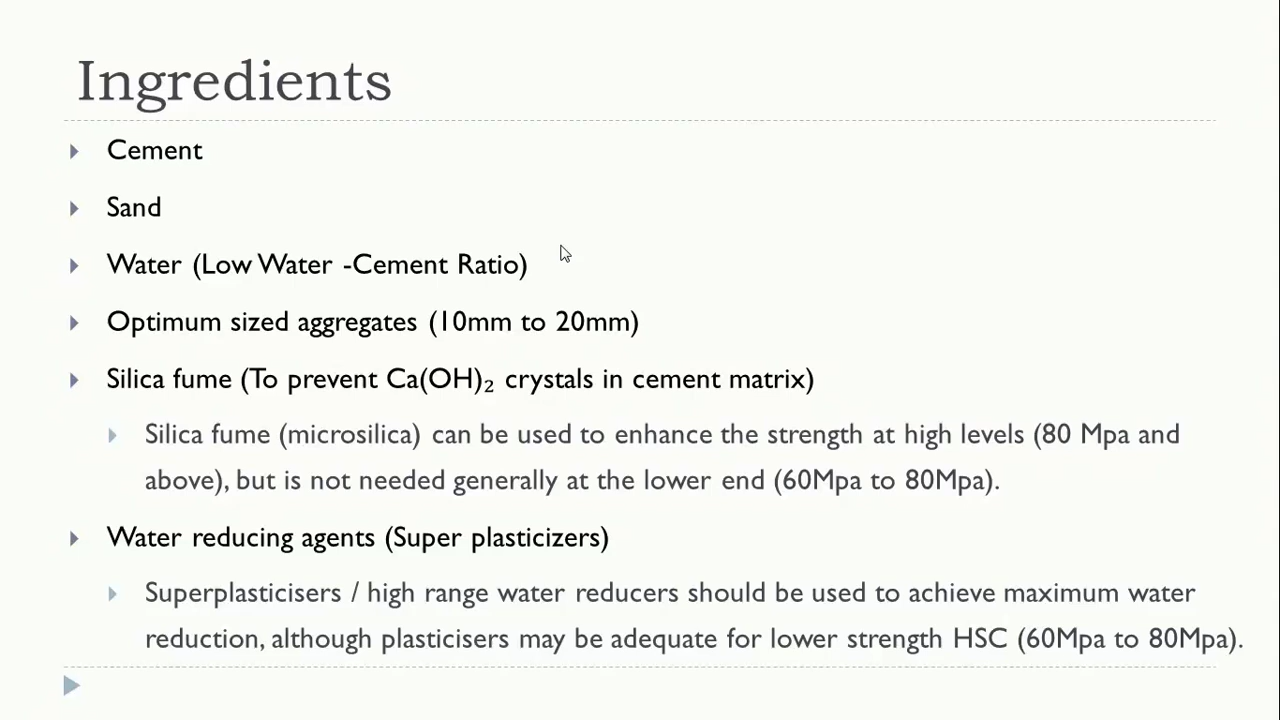 Ingredients
Cement
Sand
Water (Low Water -Cement Ratio)
Optimum sized aggregates (10mm to 20mm)
Silica fume (To prevent Ca(OH)₂ crystals in cement matrix)
Silica fume (microsilica) can be used to enhance the strength at high levels (80 Mpa and
above), but is not needed generally at the lower end (60Mpa to 80Mpa).
Water reducing agents (Super plasticizers)
Superplasticisers / high range water reducers should be used to achieve maximum water
reduction, although plasticisers may be adequate for lower strength HSC (60Mpa to 80Mpa).